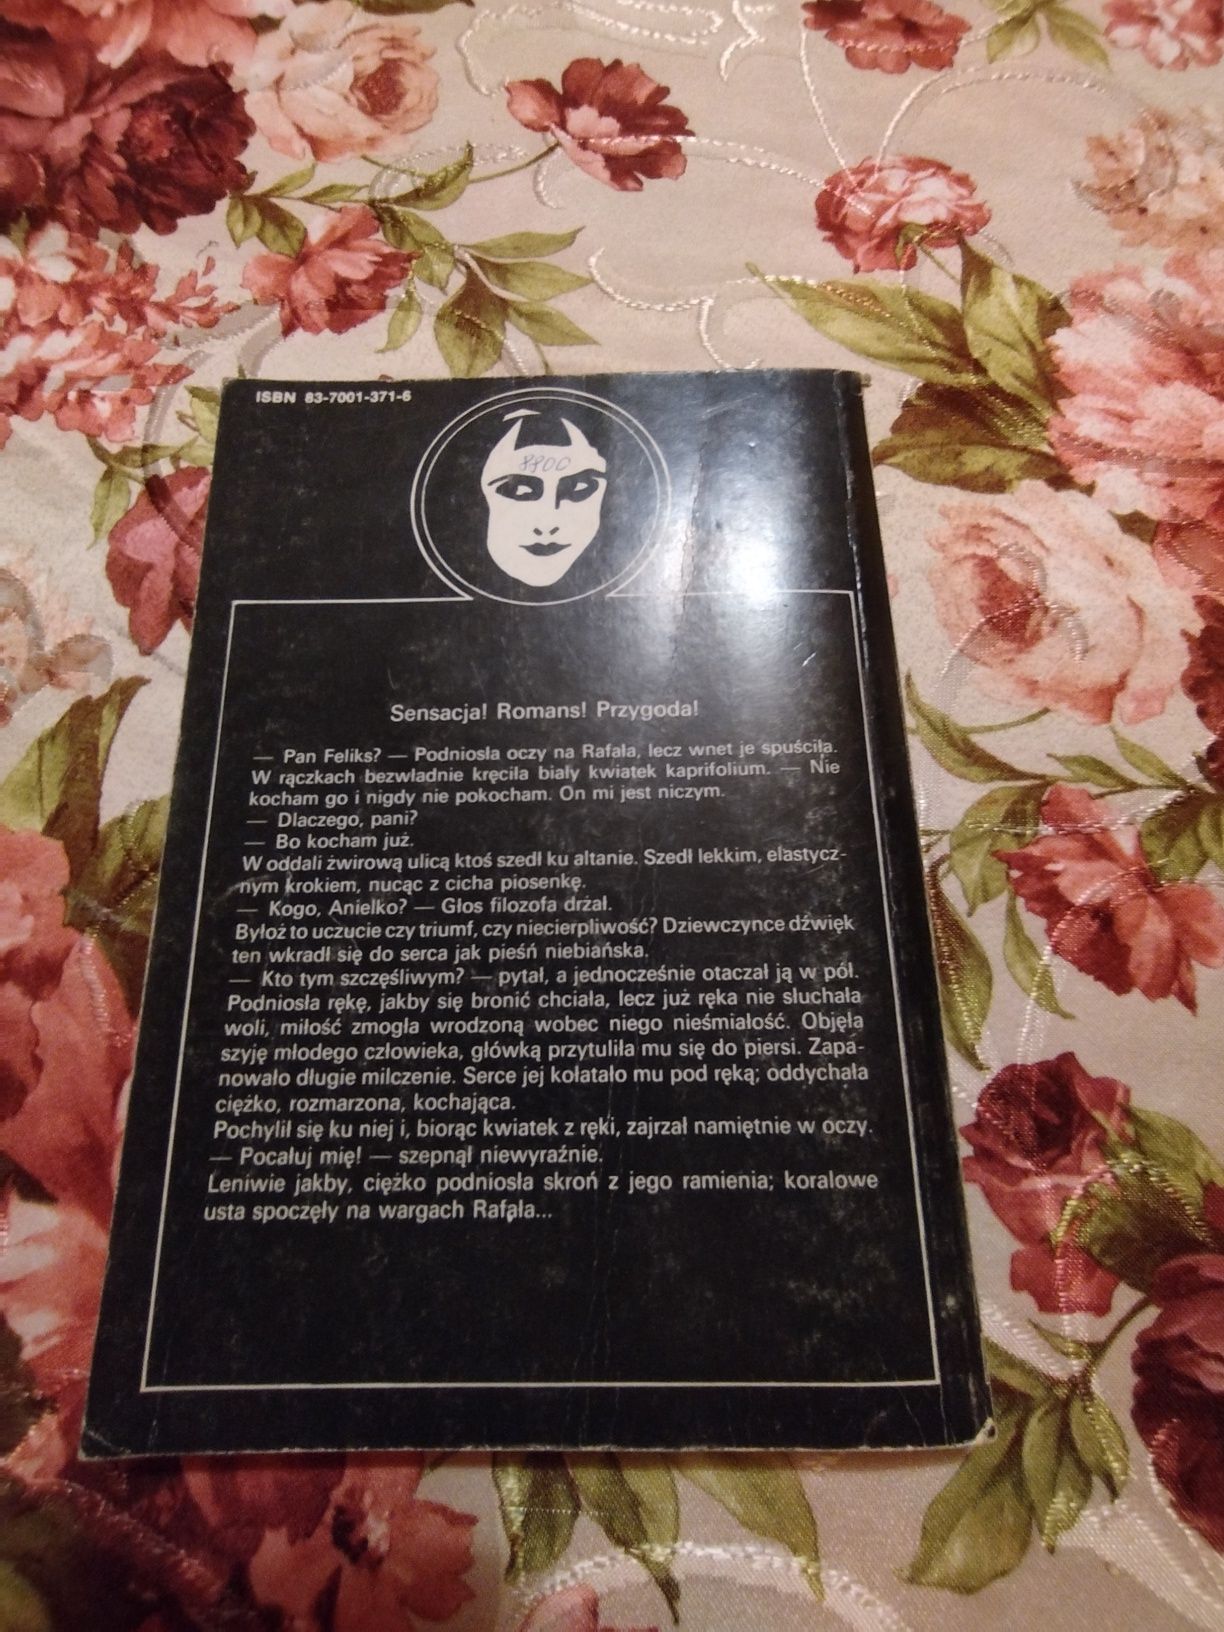 ISBN 83-7001-371-6
8800
Sensacja! Romans! Przygoda!
— Pan Feliks? — Podniosła oczy na Rafała, lecz wnet je spuściła.
W rączkach bezwładnie kręciła biały kwiatek kaprifolium. — Nie
kocham go i nigdy nie pokocham. On mi jest niczym.
— Dlaczego, pani?
— Bo kocham już.
W oddali żwirową ulicą ktoś szedł ku altanie. Szedł lekkim, elastycz-
nym krokiem, nucąc z cicha piosenkę.
— Kogo, Anielko? — Głos filozofa drżał.
Byłoż to uczucie czy triumf, czy niecierpliwość? Dziewczynce dźwięk
ten wkradł się do serca jak pieśń niebiańska.
— Kto tym szczęśliwym? — pytał, a jednocześnie otaczał ją w pół.
Podniosła rękę, jakby się bronić chciała, lecz już ręka nie słuchała
woli, miłość zmogła wrodzoną wobec niego nieśmiałość. Objęła
szyję młodego człowieka, główką przytuliła mu się do piersi. Zapa-
nowało długie milczenie. Serce jej kołatało mu pod ręką; oddychała
ciężko, rozmarzona, kochająca.
Pochylił się ku niej i, biorąc kwiatek z ręki, zajrzał namiętnie w oczy.
— Pocałuj mię! — szepnął niewyraźnie.
Leniwie jakby, ciężko podniosła skroń z jego ramienia; koralowe
usta spoczęły na wargach Rafała...